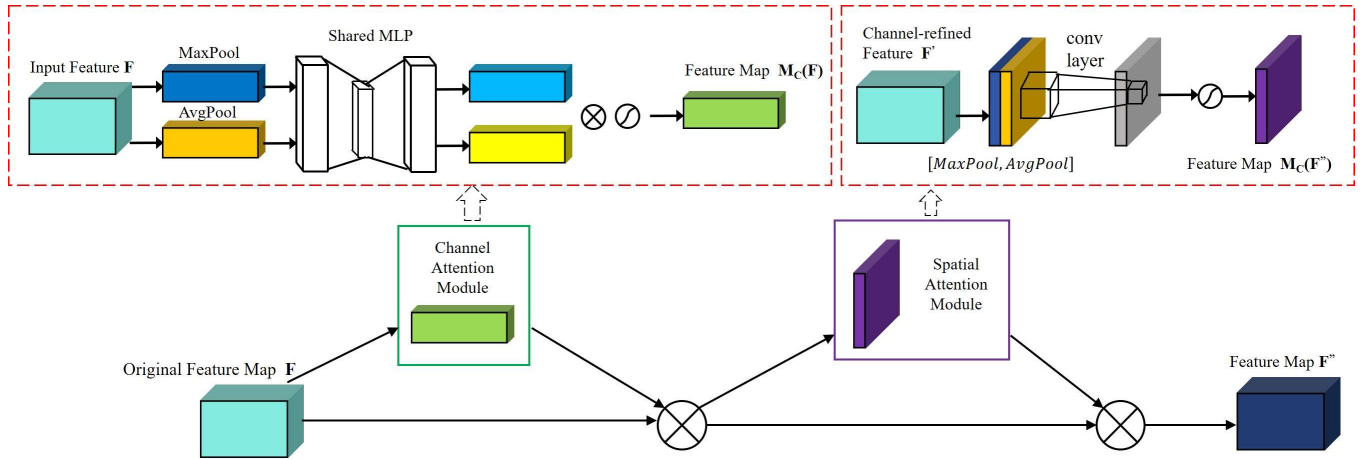 Input Feature F
MaxPool
AvgPool
Shared MLP
Feature Map M_C(F)
Channel-refined
Feature F'
conv
layer
[MaxPool, AvgPool]
Feature Map M_C(F'')
Channel
Attention
Module
Spatial
Attention
Module
Original Feature Map F
Feature Map F''